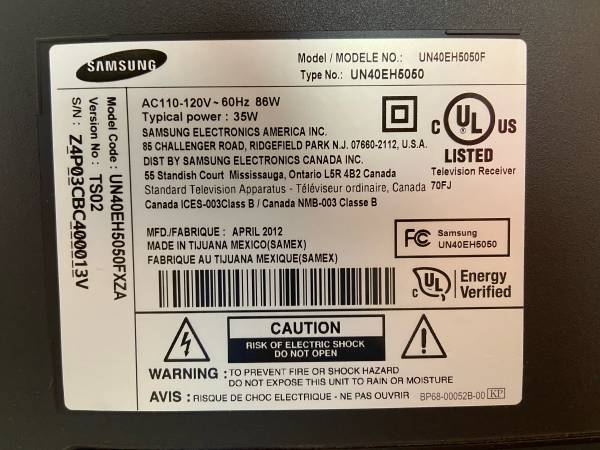 SAMSUNG
Model / MODELE NO.: UN40EH5050F
Type No.: UN40EH5050
AC110-120V~ 60Hz 86W
Typical power : 35W
SAMSUNG ELECTRONICS AMERICA INC.
85 CHALLENGER ROAD, RIDGEFIELD PARK N.J. 07660-2112, U.S.A.
DIST BY SAMSUNG ELECTRONICS CANADA INC.
55 Standish Court Mississauga, Ontario L5R 4B2 Canada
Standard Television Apparatus - Téléviseur ordinaire, Canada
Canada ICES-003Class B / Canada NMB-003 Classe B
C UL US
LISTED
Television Receiver
70FJ
MFD./FABRIQUE : APRIL 2012
MADE IN TIJUANA MEXICO(SAMEX)
FABRIQUE AU TIJUANA MEXIQUE(SAMEX)
FC Samsung
UN40EH5050
C UL Energy
Verified
CAUTION
RISK OF ELECTRIC SHOCK
DO NOT OPEN
WARNING : TO PREVENT FIRE OR SHOCK HAZARD
DO NOT EXPOSE THIS UNIT TO RAIN OR MOISTURE
AVIS : RISQUE DE CHOC ELECTRIQUE - NE PAS OUVRIR
BP68-00052B-00 KP
Model Code : UN40EH5050FXZA
Version No : TS02
S/N : Z4P03CBC400013V